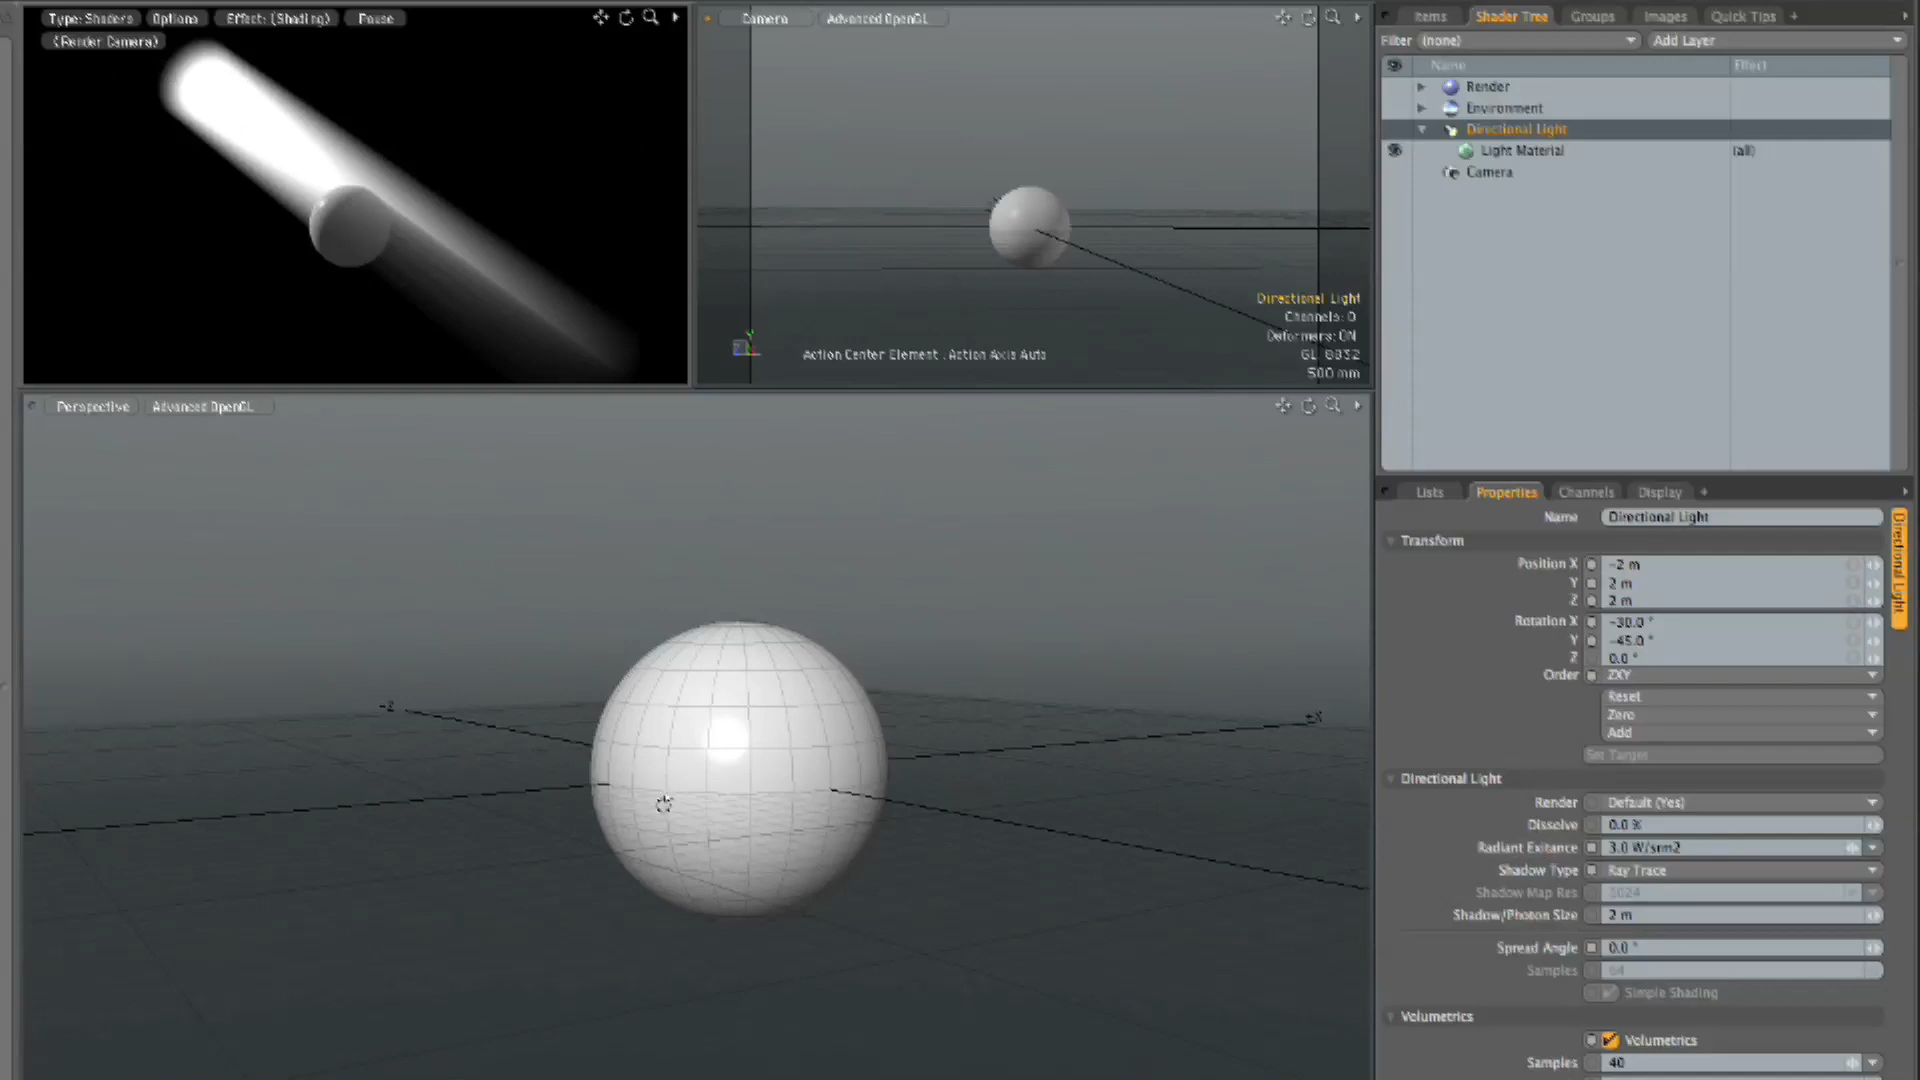 Type: Shaders Options Effect: (Shading) Pause
(Render Camera)
Camera Advanced OpenGL
Directional Light
Channels: 0
Deformers: ON
GL: 8832
500 mm
Action Center Element , Action Axis Auto
Perspective Advanced OpenGL
-Z
+X
Items Shader Tree Groups Images Quick Tips +
Filter (none) Add Layer
Name Effect
Render
Environment
Directional Light
Light Material (all)
Camera
Lists Properties Channels Display +
Name Directional Light
Directional Light
Transform
Position X -2 m
Y 2 m
Z 2 m
Rotation X -30.0 °
Y -45.0 °
Z 0.0 °
Order ZXY
Reset
Zero
Add
Set Target
Directional Light
Render Default (Yes)
Dissolve 0.0 %
Radiant Exitance 3.0 W/srm2
Shadow Type Ray Trace
Shadow Map Res 1024
Shadow/Photon Size 2 m
Spread Angle 0.0 °
Samples 64
Simple Shading
Volumetrics
Volumetrics
Samples 40